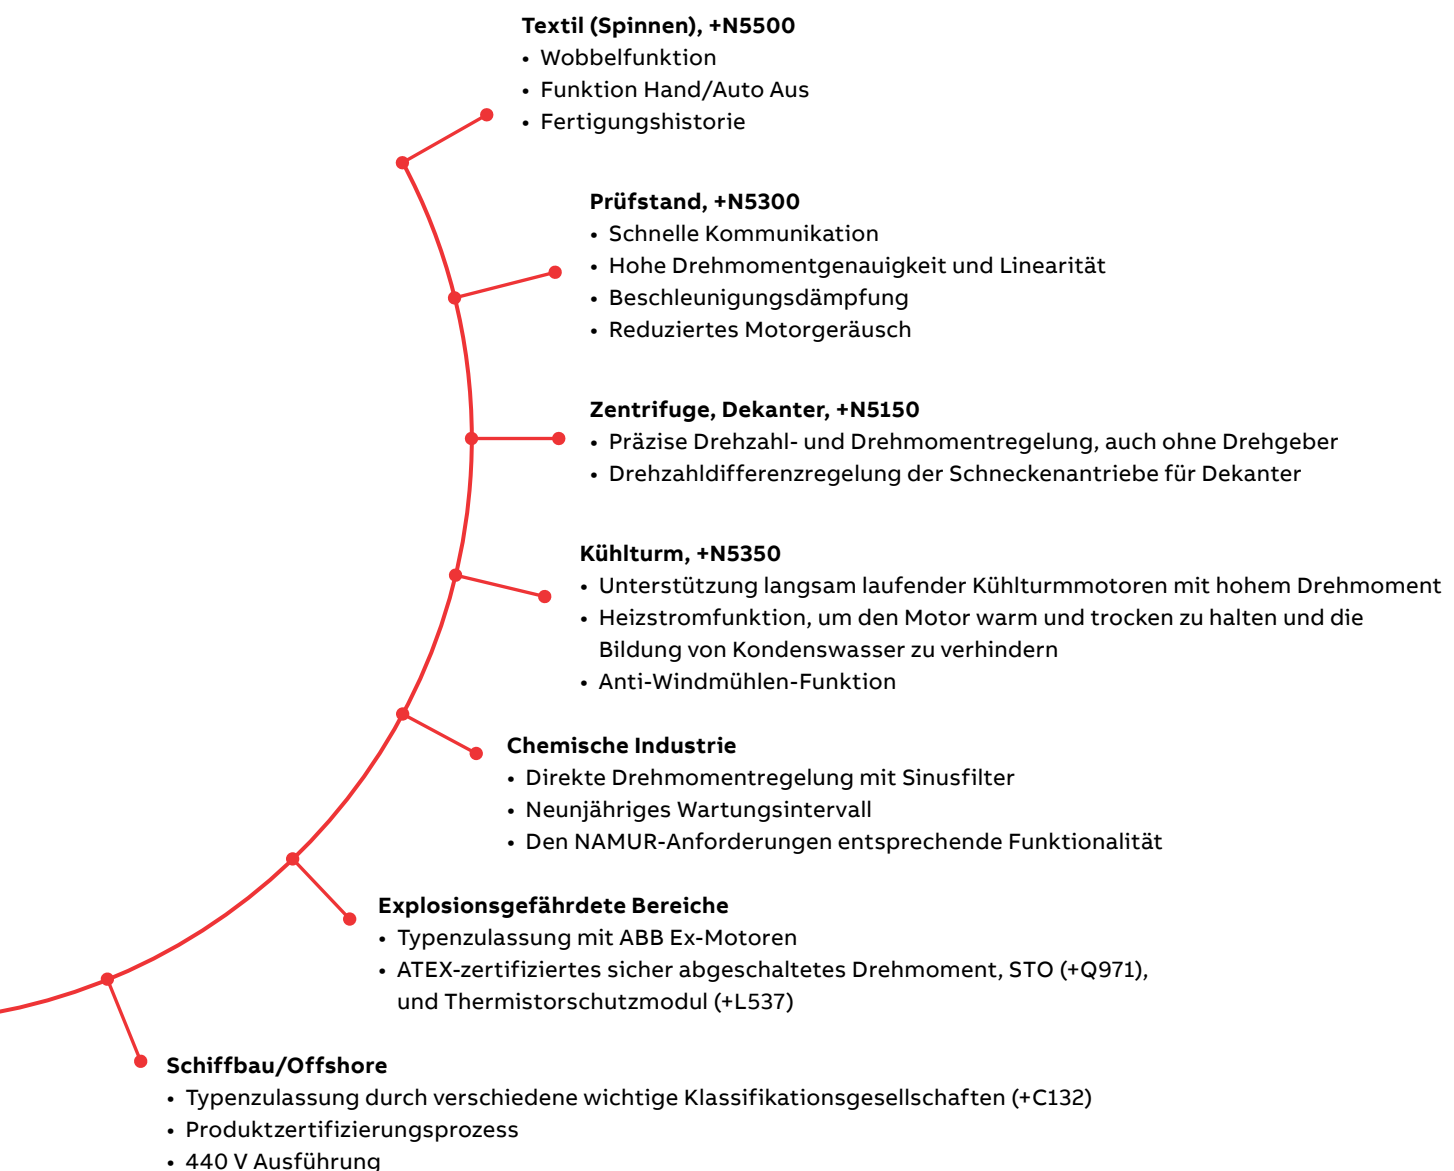 Textil (Spinnen), +N5500
• Wobbelfunktion
• Funktion Hand/Auto Aus
• Fertigungshistorie
Prüfstand, +N5300
• Schnelle Kommunikation
• Hohe Drehmomentgenauigkeit und Linearität
• Beschleunigungsdämpfung
• Reduziertes Motorgeräusch
Zentrifuge, Dekanter, +N5150
• Präzise Drehzahl- und Drehmomentregelung, auch ohne Drehgeber
• Drehzahldifferenzregelung der Schneckenantriebe für Dekanter
Kühlturm, +N5350
• Unterstützung langsam laufender Kühlturmmotoren mit hohem Drehmoment
• Heizstromfunktion, um den Motor warm und trocken zu halten und die
Bildung von Kondenswasser zu verhindern
• Anti-Windmühlen-Funktion
Chemische Industrie
• Direkte Drehmomentregelung mit Sinusfilter
• Neunjähriges Wartungsintervall
• Den NAMUR-Anforderungen entsprechende Funktionalität
Explosionsgefährdete Bereiche
• Typenzulassung mit ABB Ex-Motoren
• ATEX-zertifiziertes sicher abgeschaltetes Drehmoment, STO (+Q971),
und Thermistorschutzmodul (+L537)
Schiffbau/Offshore
• Typenzulassung durch verschiedene wichtige Klassifikationsgesellschaften (+C132)
• Produktzertifizierungsprozess
• 440 V Ausführung